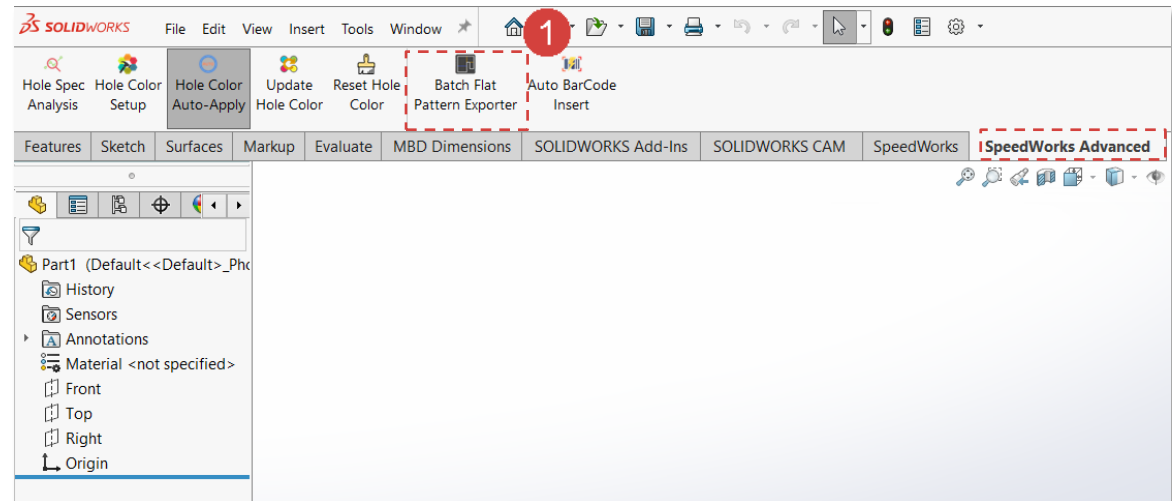 SOLIDWORKS File Edit View Insert Tools Window
1
Hole Spec Analysis
Hole Color Setup
Hole Color Auto-Apply
Update Hole Color
Reset Hole Color
Batch Flat Pattern Exporter
Auto BarCode Insert
Features Sketch Surfaces Markup Evaluate MBD Dimensions SOLIDWORKS Add-Ins SOLIDWORKS CAM SpeedWorks SpeedWorks Advanced
Part1 (Default<<Default>_Pho
History
Sensors
A Annotations
Material <not specified>
Front
Top
Right
Origin